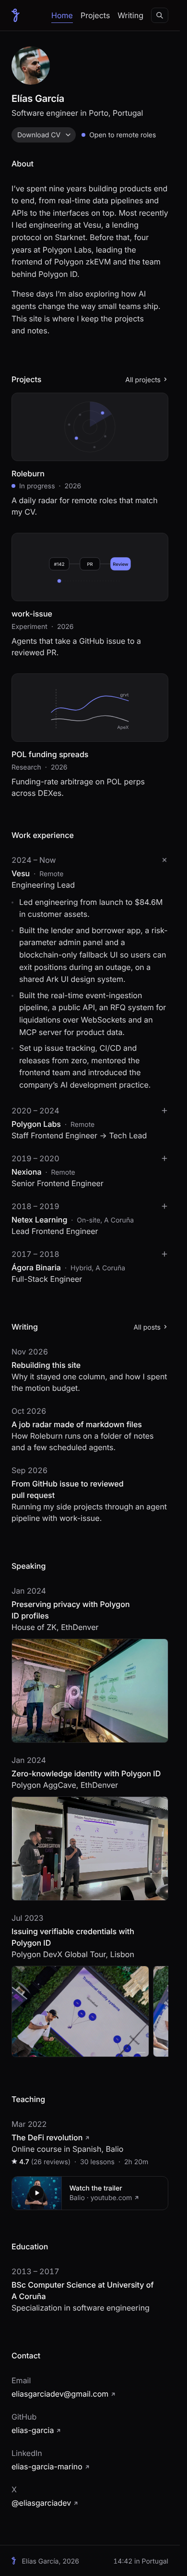 Home Projects Writing
Elías García
Software engineer in Porto, Portugal
Download CV Open to remote roles
About
I've spent nine years building products end
to end, from real-time data pipelines and
APIs to the interfaces on top. Most recently
I led engineering at Vesu, a lending
protocol on Starknet. Before that, four
years at Polygon Labs, leading the
frontend of Polygon zkEVM and the team
behind Polygon ID.
These days I'm also exploring how AI
agents change the way small teams ship.
This site is where I keep the projects
and notes.
Projects All projects
Roleburn
In progress · 2026
A daily radar for remote roles that match
my CV.
#142 PR Review
work-issue
Experiment · 2026
Agents that take a GitHub issue to a
reviewed PR.
grvt
ApeX
POL funding spreads
Research · 2026
Funding-rate arbitrage on POL perps
across DEXes.
Work experience
2024 – Now
Vesu · Remote
Engineering Lead
Led engineering from launch to $84.6M
in customer assets.
Built the lender and borrower app, a risk-
parameter admin panel and a
blockchain-only fallback UI so users can
exit positions during an outage, on a
shared Ark UI design system.
Built the real-time event-ingestion
pipeline, a public API, an RFQ system for
liquidations over WebSockets and an
MCP server for product data.
Set up issue tracking, CI/CD and
releases from zero, mentored the
frontend team and introduced the
company's AI development practice.
2020 – 2024
Polygon Labs · Remote
Staff Frontend Engineer → Tech Lead
2019 – 2020
Nexiona · Remote
Senior Frontend Engineer
2018 – 2019
Netex Learning · On-site, A Coruña
Lead Frontend Engineer
2017 – 2018
Ágora Binaria · Hybrid, A Coruña
Full-Stack Engineer
Writing All posts
Nov 2026
Rebuilding this site
Why it stayed one column, and how I spent
the motion budget.
Oct 2026
A job radar made of markdown files
How Roleburn runs on a folder of notes
and a few scheduled agents.
Sep 2026
From GitHub issue to reviewed
pull request
Running my side projects through an agent
pipeline with work-issue.
Speaking
Jan 2024
Preserving privacy with Polygon
ID profiles
House of ZK, EthDenver
Jan 2024
Zero-knowledge identity with Polygon ID
Polygon AggCave, EthDenver
Jul 2023
Issuing verifiable credentials with
Polygon ID
Polygon DevX Global Tour, Lisbon
Teaching
Mar 2022
The DeFi revolution ↗
Online course in Spanish, Balio
★ 4.7 (26 reviews) · 30 lessons · 2h 20m
Watch the trailer
Balio · youtube.com ↗
Education
2013 – 2017
BSc Computer Science at University of
A Coruña
Specialization in software engineering
Contact
Email
eliasgarciadev@gmail.com ↗
GitHub
elias-garcia ↗
LinkedIn
elias-garcia-marino ↗
X
@eliasgarciadev ↗
Elías García, 2026 14:42 in Portugal